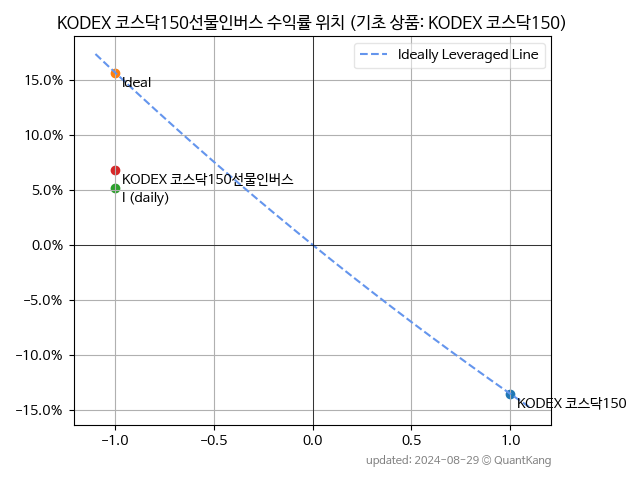 KODEX 코스닥150선물인버스 수익률 위치 (기초 상품: KODEX 코스닥150)
Ideally Leveraged Line
15.0%
Ideal
10.0%
KODEX 코스닥150선물인버스
5.0%
I (daily)
0.0%
−5.0%
−10.0%
KODEX 코스닥150
−15.0%
−1.0 −0.5 0.0 0.5 1.0
updated: 2024-08-29 © QuantKang